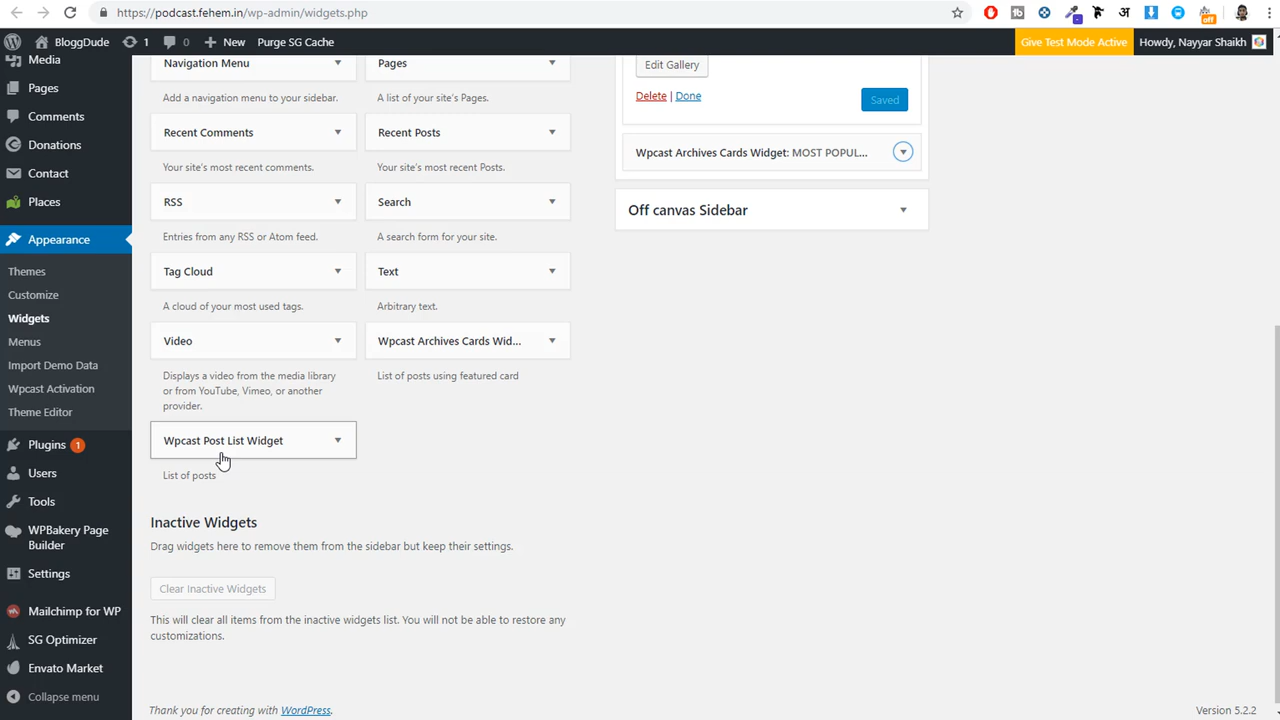 https://podcast.fehem.in/wp-admin/widgets.php
BloggDude
1
0
New
Purge SG Cache
Give Test Mode Active
Howdy, Nayyar Shaikh
Media
Pages
Comments
Donations
Contact
Places
Appearance
Themes
Customize
Widgets
Menus
Import Demo Data
Wpcast Activation
Theme Editor
Plugins 1
Users
Tools
WPBakery Page
Builder
Settings
Mailchimp for WP
SG Optimizer
Envato Market
Collapse menu
Navigation Menu
Add a navigation menu to your sidebar.
Pages
A list of your site's Pages.
Recent Comments
Your site's most recent comments.
Recent Posts
Your site's most recent Posts.
RSS
Entries from any RSS or Atom feed.
Search
A search form for your site.
Tag Cloud
A cloud of your most used tags.
Text
Arbitrary text.
Video
Displays a video from the media library
or from YouTube, Vimeo, or another
provider.
Wpcast Archives Cards Wid...
List of posts using featured card
Wpcast Post List Widget
List of posts
Inactive Widgets
Drag widgets here to remove them from the sidebar but keep their settings.
Clear Inactive Widgets
This will clear all items from the inactive widgets list. You will not be able to restore any
customizations.
Edit Gallery
Delete | Done
Saved
Wpcast Archives Cards Widget: MOST POPUL...
Off canvas Sidebar
Thank you for creating with WordPress.
Version 5.2.2